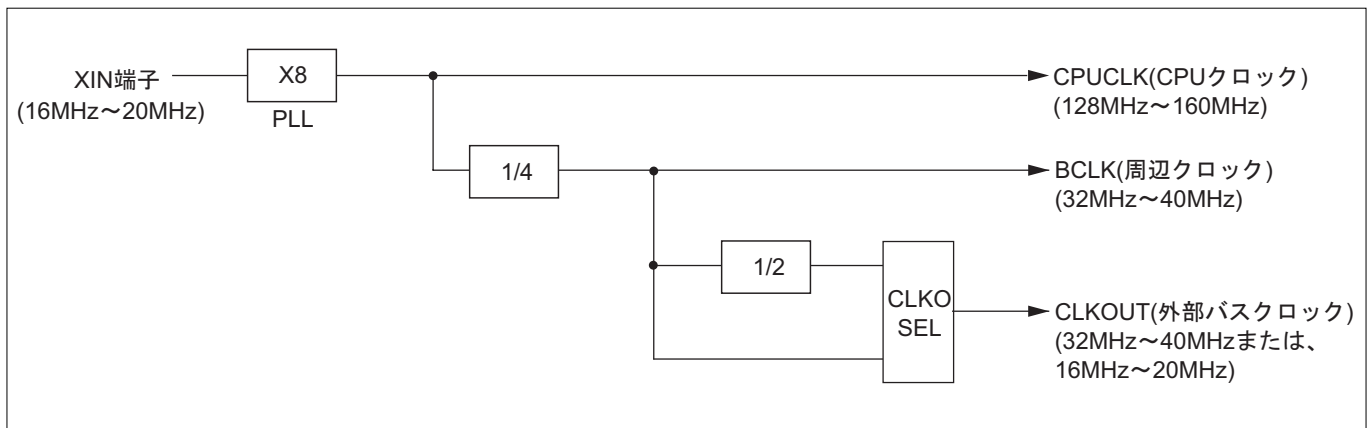 XIN端子
(16MHz～20MHz)
X8
PLL
CPUCLK(CPUクロック)
(128MHz～160MHz)
1/4
BCLK(周辺クロック)
(32MHz～40MHz)
1/2
CLKO
SEL
CLKOUT(外部バスクロック)
(32MHz～40MHzまたは、
16MHz～20MHz)